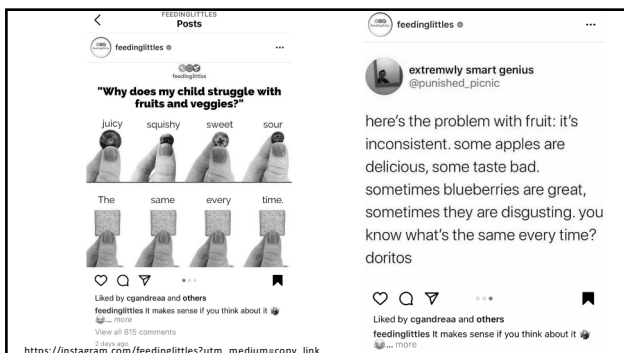 FEEDINGLITTLES
Posts
feedinglittles
feedinglittles
"Why does my child struggle with
fruits and veggies?"
juicy squishy sweet sour
The same every time.
Liked by cgandreaa and others
feedinglittles It makes sense if you think about it
... more
View all 815 comments
2 days ago
https://instagram.com/feedinglittles?utm_medium=copy_link
feedinglittles
extremwly smart genius
@punished_picnic
here's the problem with fruit: it's
inconsistent. some apples are
delicious, some taste bad.
sometimes blueberries are great,
sometimes they are disgusting. you
know what's the same every time?
doritos
Liked by cgandreaa and others
feedinglittles It makes sense if you think about it
... more